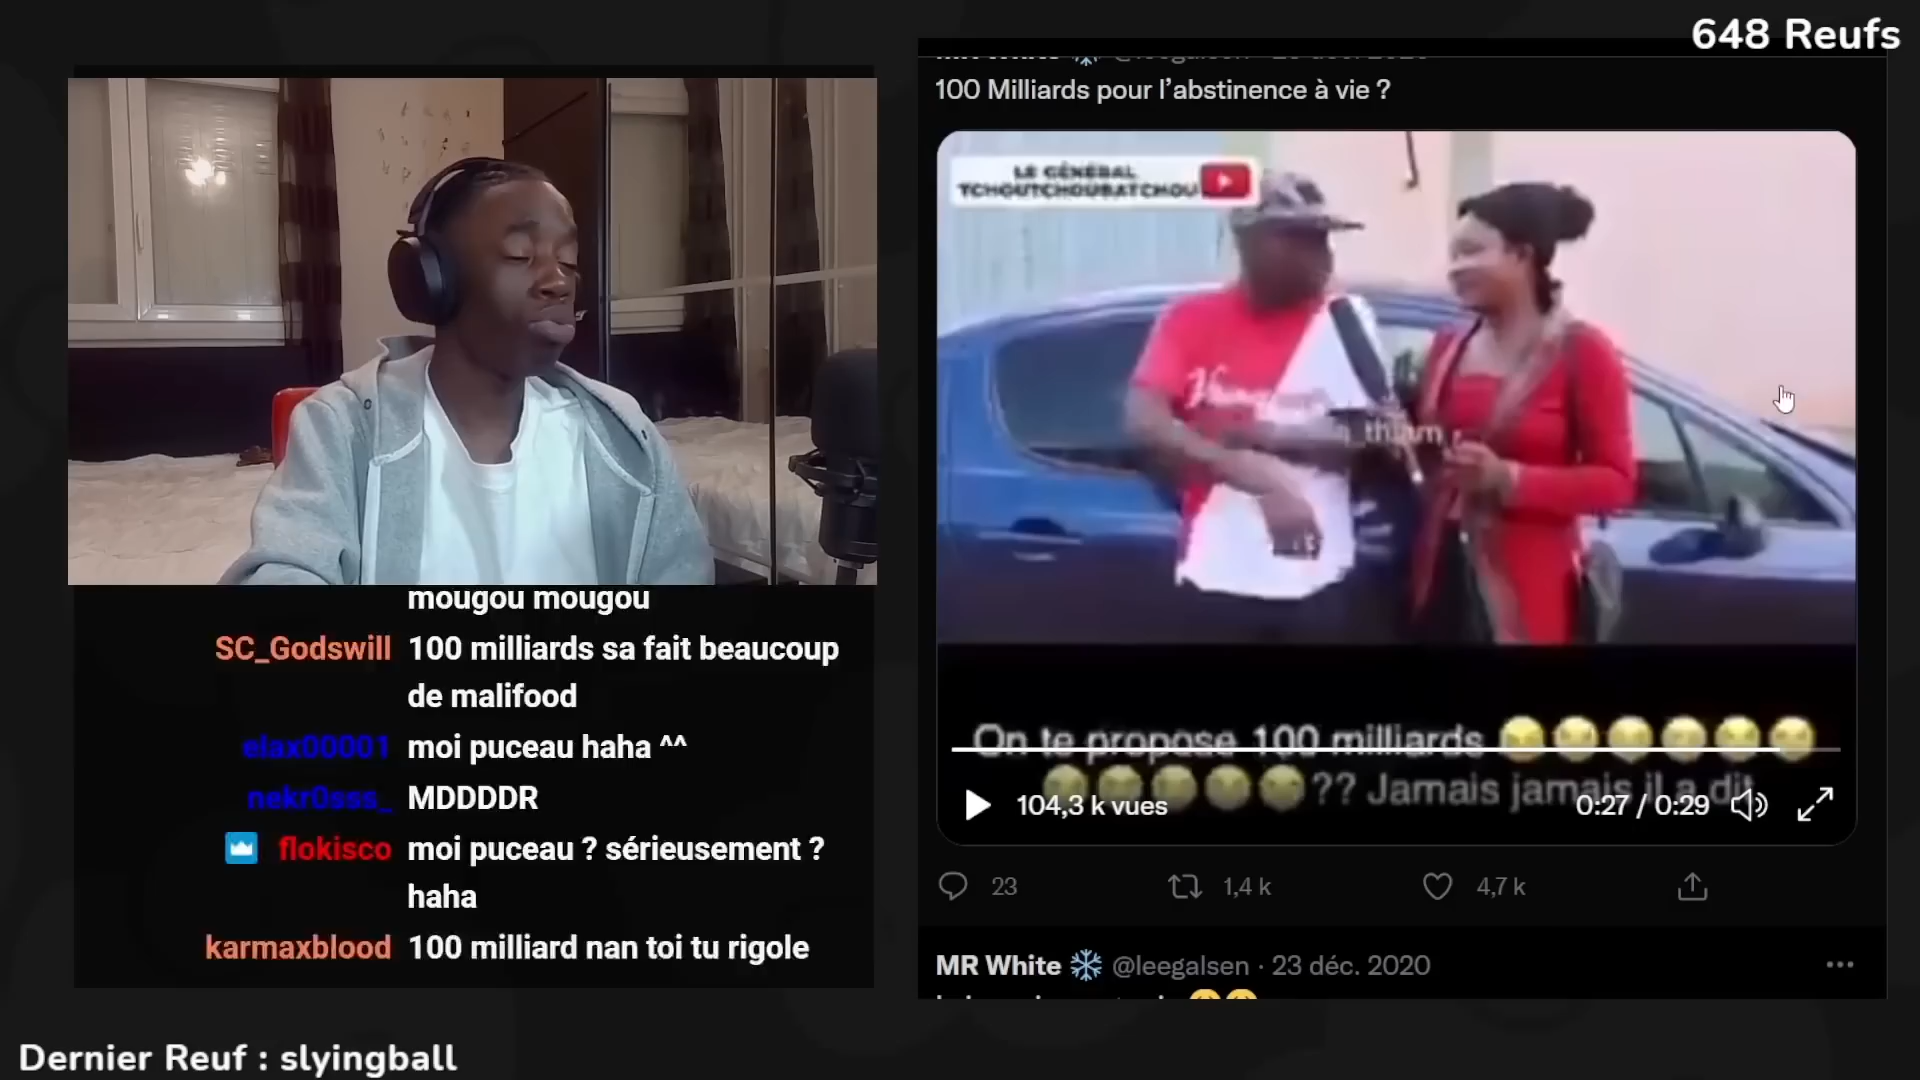 648 Reufs
100 Milliards pour l’abstinence à vie ?
LE GÉNÉRAL
TCHOUTCHOUBATCHOU
On te propose 100 milliards
?? Jamais jamais il a dit
104,3 k vues
0:27 / 0:29
23
1,4 k
4,7 k
MR White @leegalsen · 23 déc. 2020
mougou mougou
SC_Godswill 100 milliards sa fait beaucoup
de malifood
elax00001 moi puceau haha ^^
nekr0sss_ MDDDDR
flokisco moi puceau ? sérieusement ?
haha
karmaxblood 100 milliard nan toi tu rigole
Dernier Reuf : slyingball